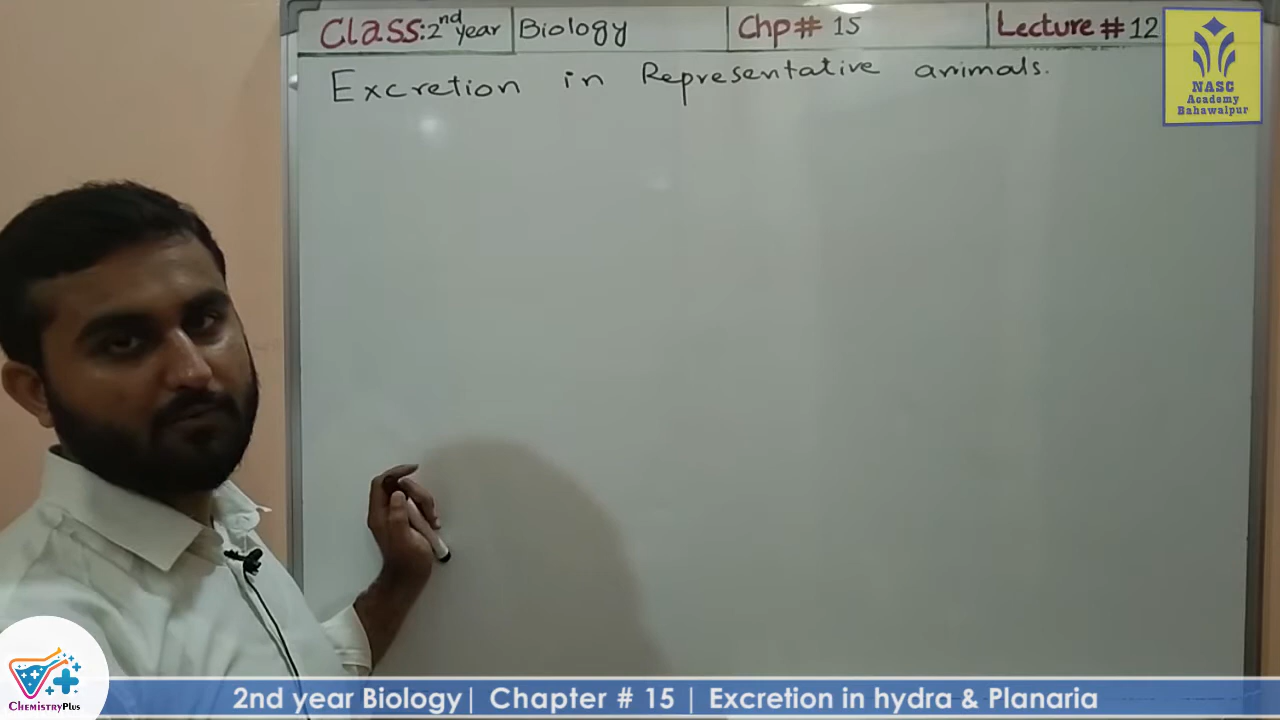 Class: 2nd year Biology Chp # 15 Lecture # 12
Excretion in Representative animals.
NASC
Academy
Bahawalpur
ChemistryPlus
2nd year Biology| Chapter # 15 | Excretion in hydra & Planaria